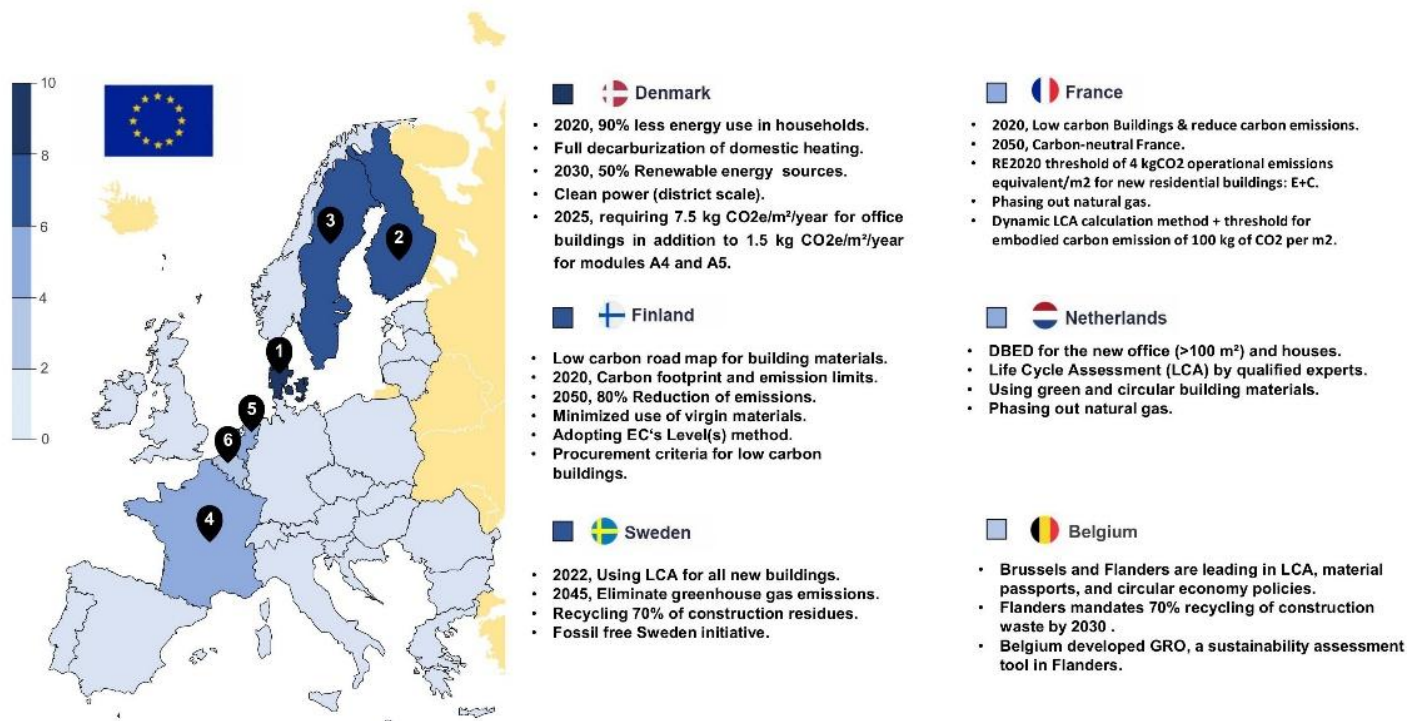 10
8
6
4
2
0
3
2
1
5
6
4
Denmark
• 2020, 90% less energy use in households.
• Full decarburization of domestic heating.
• 2030, 50% Renewable energy sources.
• Clean power (district scale).
• 2025, requiring 7.5 kg CO2e/m²/year for office
buildings in addition to 1.5 kg CO2e/m²/year
for modules A4 and A5.
Finland
• Low carbon road map for building materials.
• 2020, Carbon footprint and emission limits.
• 2050, 80% Reduction of emissions.
• Minimized use of virgin materials.
• Adopting EC‘s Level(s) method.
• Procurement criteria for low carbon
buildings.
Sweden
• 2022, Using LCA for all new buildings.
• 2045, Eliminate greenhouse gas emissions.
• Recycling 70% of construction residues.
• Fossil free Sweden initiative.
France
• 2020, Low carbon Buildings & reduce carbon emissions.
• 2050, Carbon-neutral France.
• RE2020 threshold of 4 kgCO2 operational emissions
equivalent/m2 for new residential buildings: E+C.
• Phasing out natural gas.
• Dynamic LCA calculation method + threshold for
embodied carbon emission of 100 kg of CO2 per m2.
Netherlands
• DBED for the new office (>100 m²) and houses.
• Life Cycle Assessment (LCA) by qualified experts.
• Using green and circular building materials.
• Phasing out natural gas.
Belgium
• Brussels and Flanders are leading in LCA, material
passports, and circular economy policies.
• Flanders mandates 70% recycling of construction
waste by 2030 .
• Belgium developed GRO, a sustainability assessment
tool in Flanders.